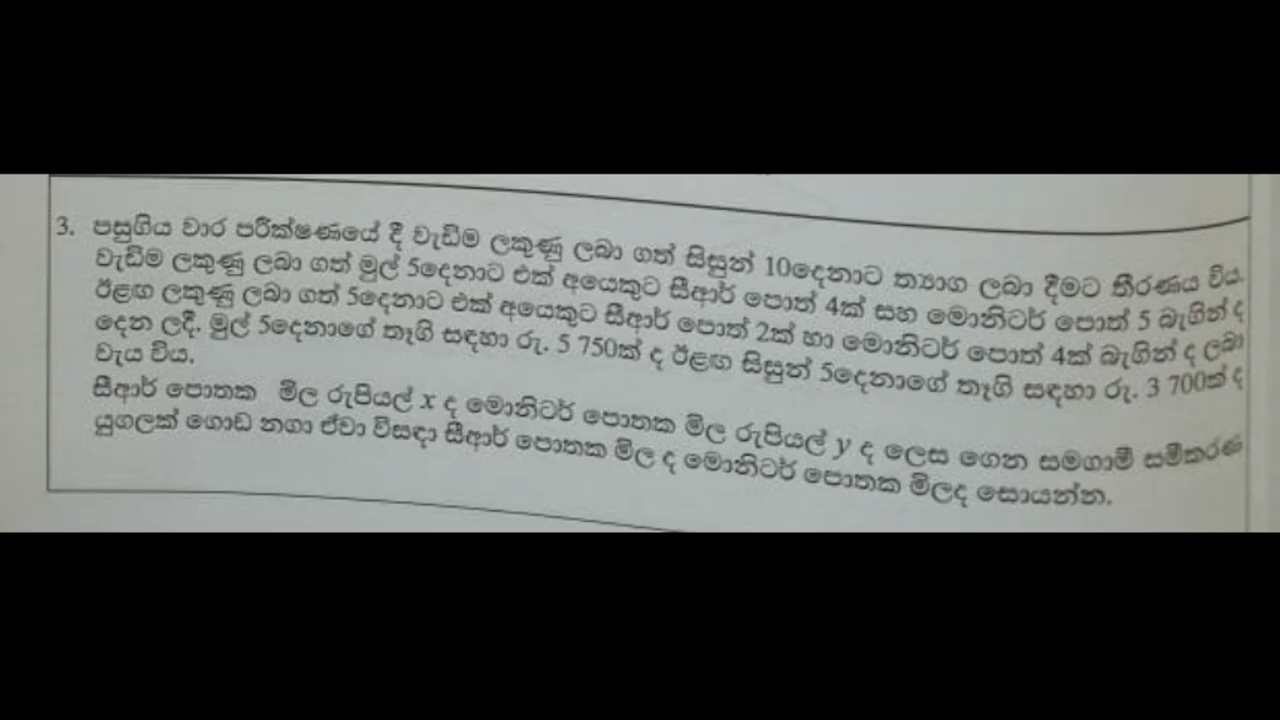 3. පසුගිය වාර පරීක්ෂණයේ දී වැඩිම ලකුණු ලබා ගත් සිසුන් 10දෙනාට ත්‍යාග ලබා දීමට තීරණය විය.
වැඩිම ලකුණු ලබා ගත් මුල් 5දෙනාට එක් අයෙකුට සීආර් පොත් 4ක් සහ මොනිටර් පොත් 5 බැගින් ද
ඊළඟ ලකුණු ලබා ගත් 5දෙනාට එක් අයෙකුට සීආර් පොත් 2ක් හා මොනිටර් පොත් 4ක් බැගින් ද ලබා
දෙන ලදී. මුල් 5දෙනාගේ තෑගි සඳහා රු. 5 750ක් ද ඊළඟ සිසුන් 5දෙනාගේ තෑගි සඳහා රු. 3 700ක් ද
වැය විය.
සීආර් පොතක මිල රුපියල් x ද මොනිටර් පොතක මිල රුපියල් y ද ලෙස ගෙන සමගාමී සමීකරණ
යුගලක් ගොඩ නගා ඒවා විසඳා සීආර් පොතක මිල ද මොනිටර් පොතක මිලද සොයන්න.